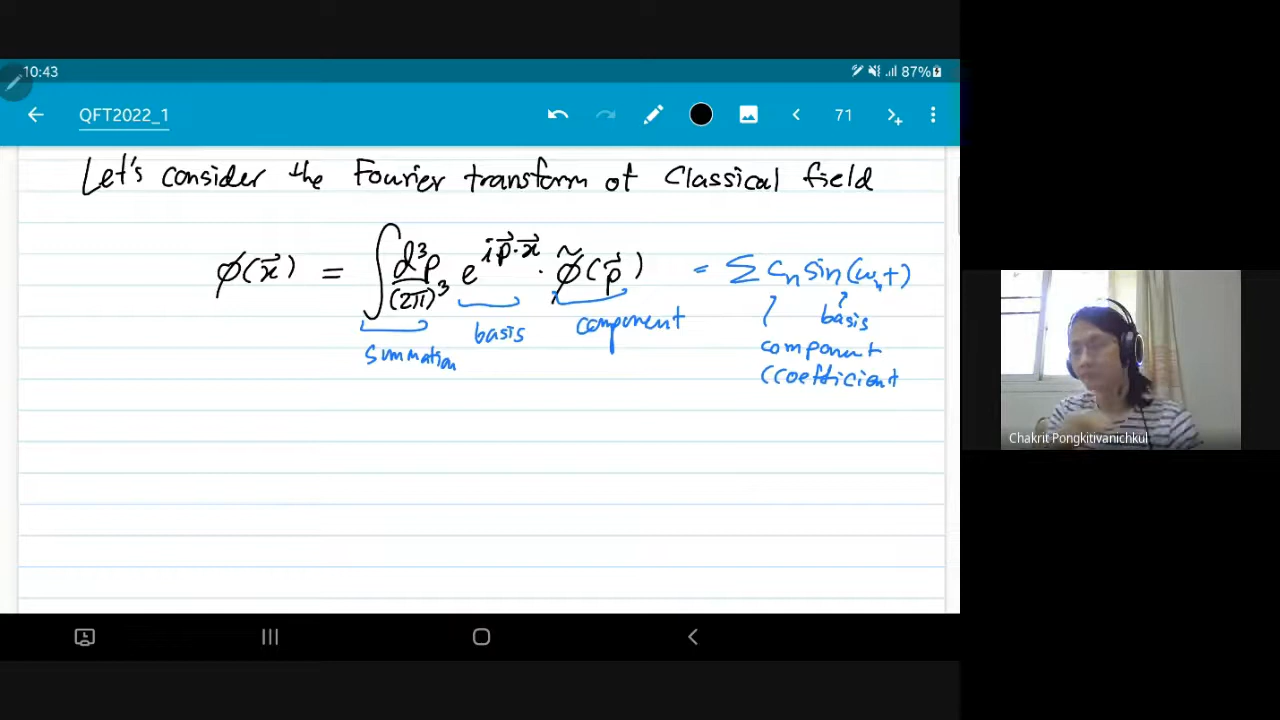 10:43 87%
QFT2022_1 71
Let's consider the Fourier transform of Classical field
ϕ(x⃗) = ∫ d³p/(2π)³ e^{ip⃗·x⃗} · ϕ̃(p⃗) = Σ Cₙ sin(ωₙt)
summation basis component component basis
(coefficient
Chakrit Pongkitivanichkul